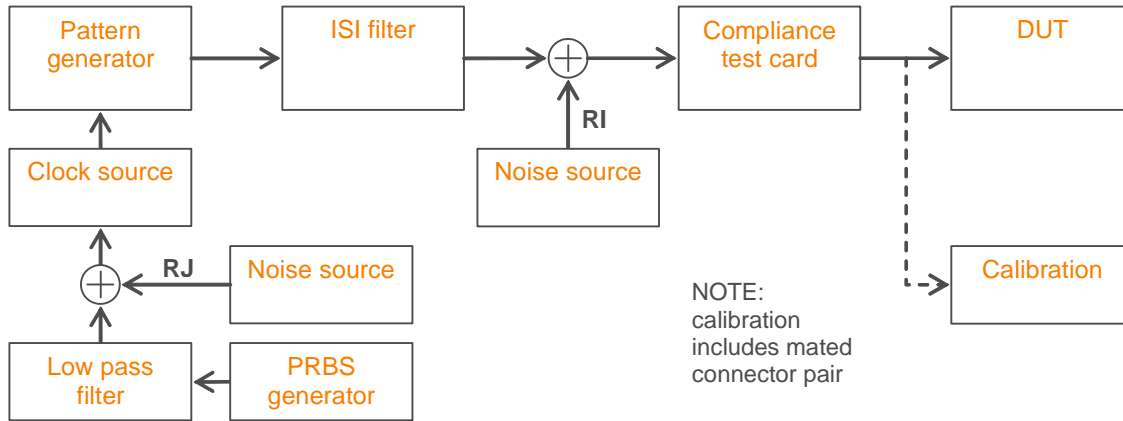 Pattern
generator
ISI filter
Compliance
test card
DUT
RI
Clock source
Noise source
RJ
Noise source
Calibration
NOTE:
calibration
includes mated
connector pair
Low pass
filter
PRBS
generator